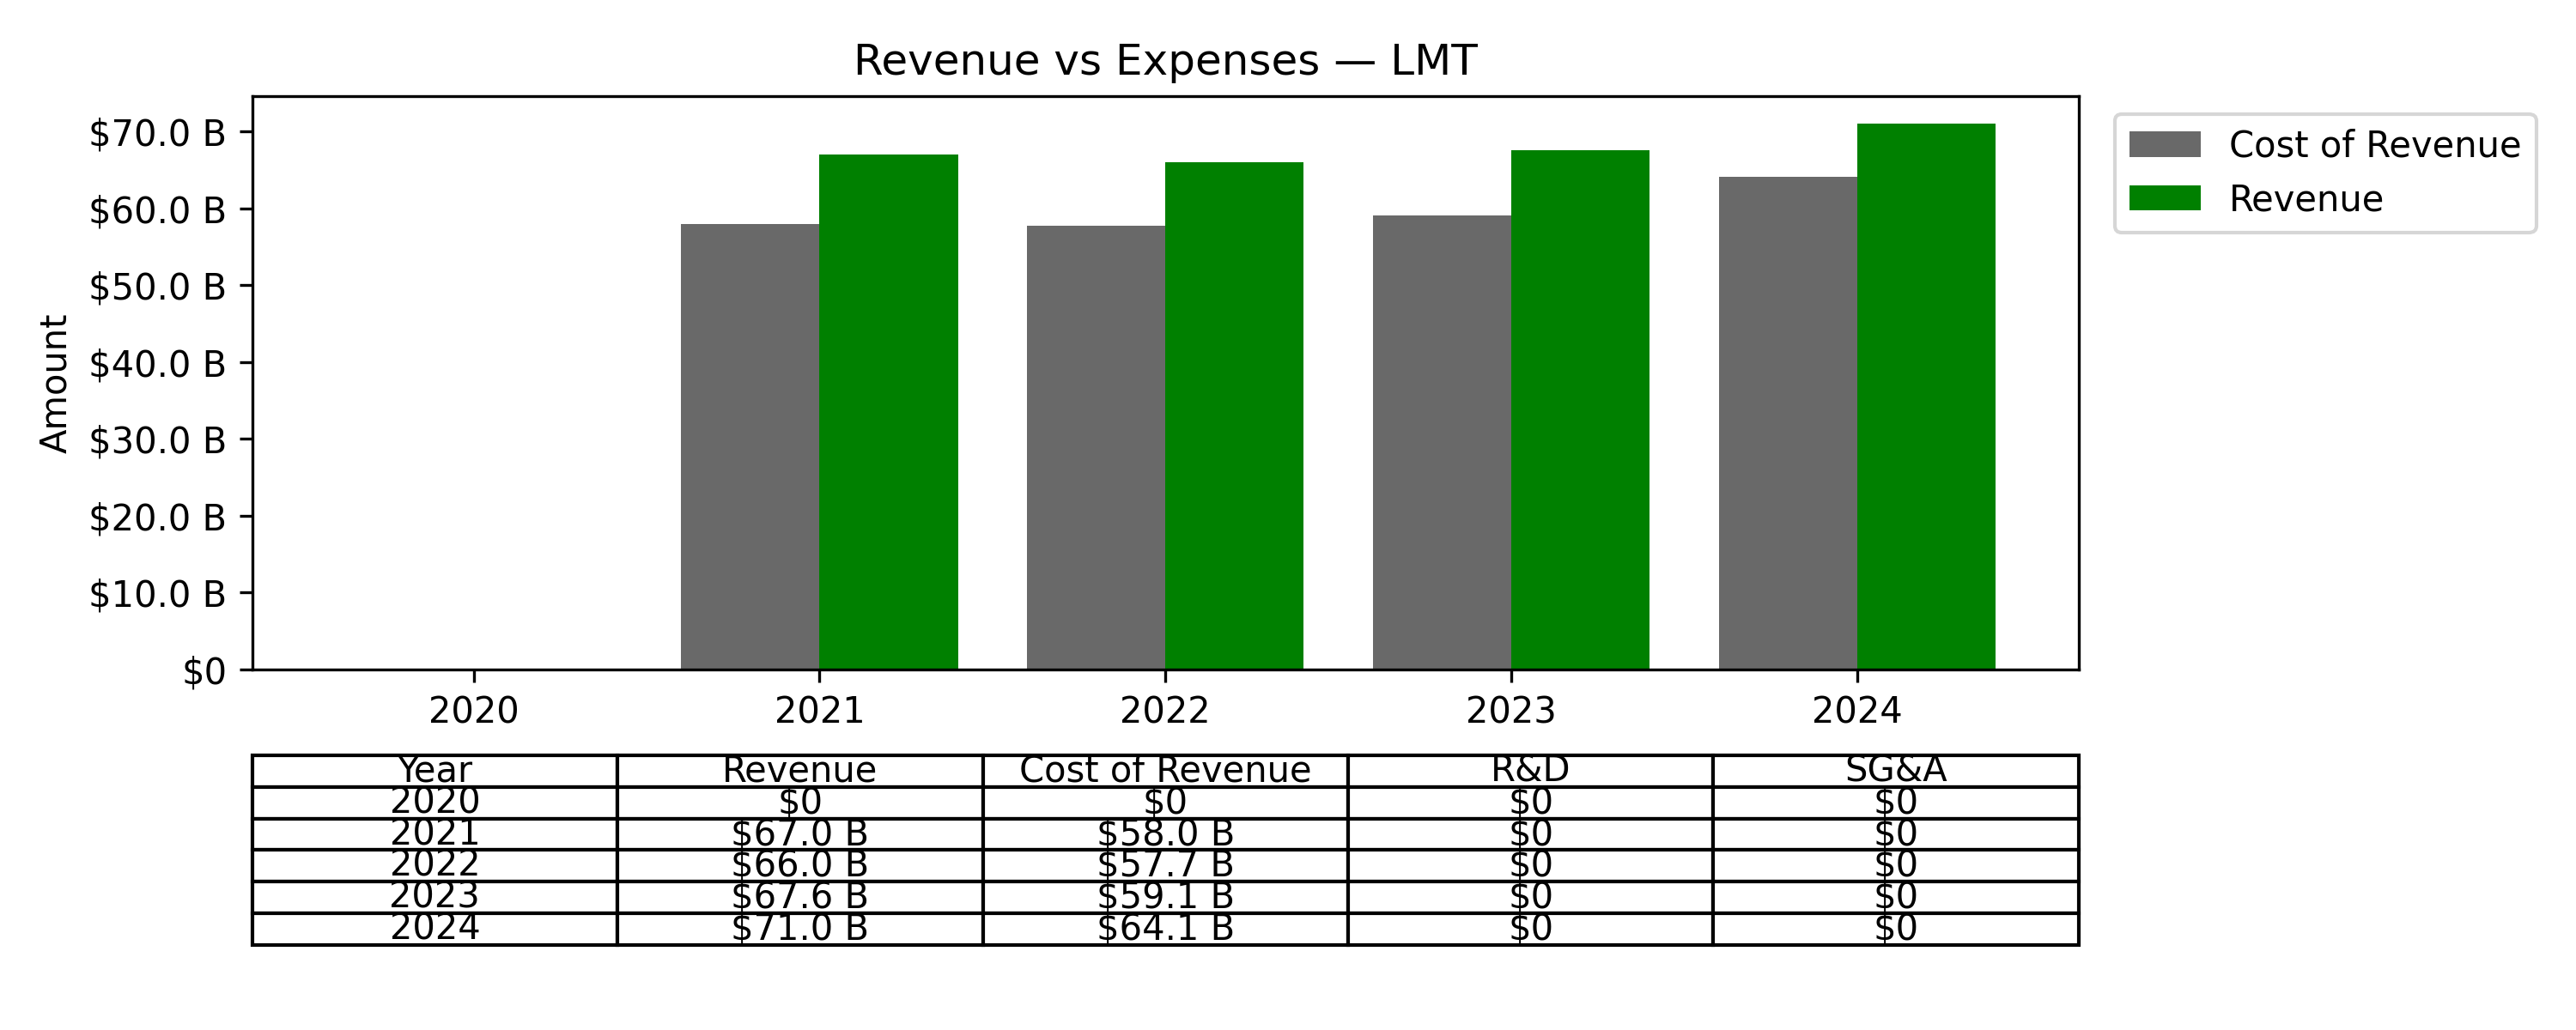 Revenue vs Expenses — LMT
$70.0 B
$60.0 B
$50.0 B
$40.0 B
$30.0 B
$20.0 B
$10.0 B
$0
Amount
2020 2021 2022 2023 2024
Cost of Revenue
Revenue
Year Revenue Cost of Revenue R&D SG&A
2020 $0 $0 $0 $0
2021 $67.0 B $58.0 B $0 $0
2022 $66.0 B $57.7 B $0 $0
2023 $67.6 B $59.1 B $0 $0
2024 $71.0 B $64.1 B $0 $0